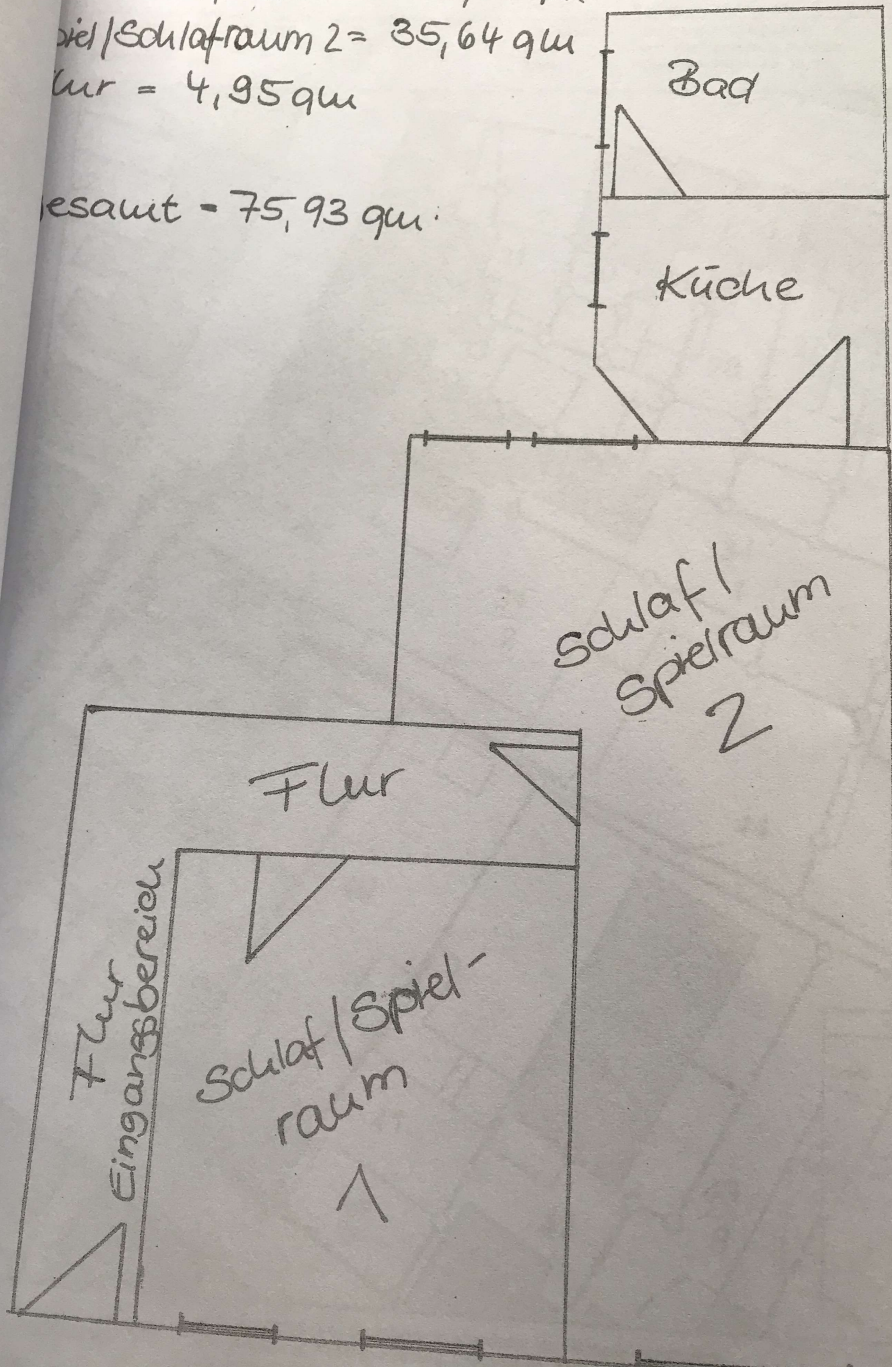 piel/Schlafraum 2 = 35,64 qm
lur = 4,95 qm
esamt = 75,93 qm.
Bad
Küche
Schlaf/
Spielraum
2
Flur
Flur
Eingangsbereich
Schlaf/Spiel-
raum
1